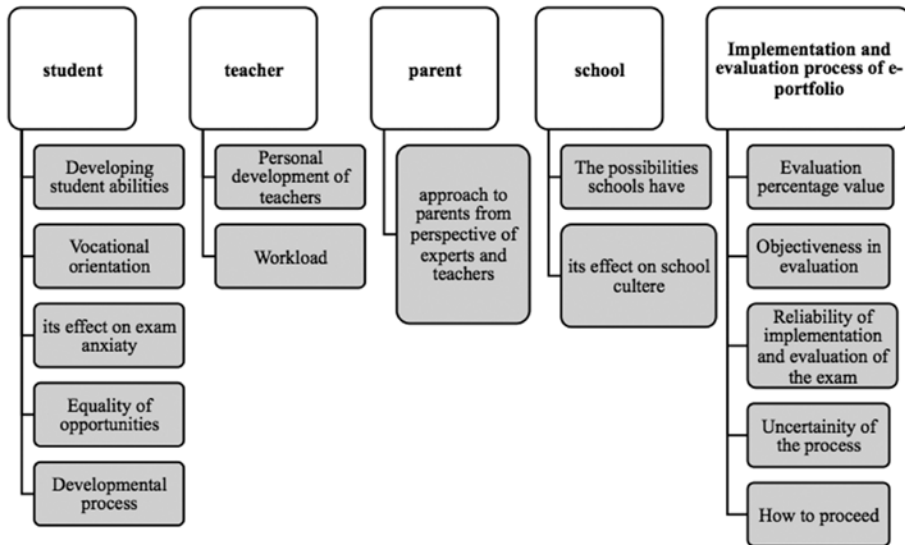 student
Developing
student abilities
Vocational
orientation
its effect on exam
anxiaty
Equality of
opportunities
Developmental
process
teacher
Personal
development of
teachers
Workload
parent
approach to
parents from
perspective of
experts and
teachers
school
The possibilities
schools have
its effect on school
cultere
Implementation and
evaluation process of e-
portfolio
Evaluation
percentage value
Objectiveness in
evaluation
Reliability of
implementation
and evaluation of
the exam
Uncertainity of
the process
How to proceed